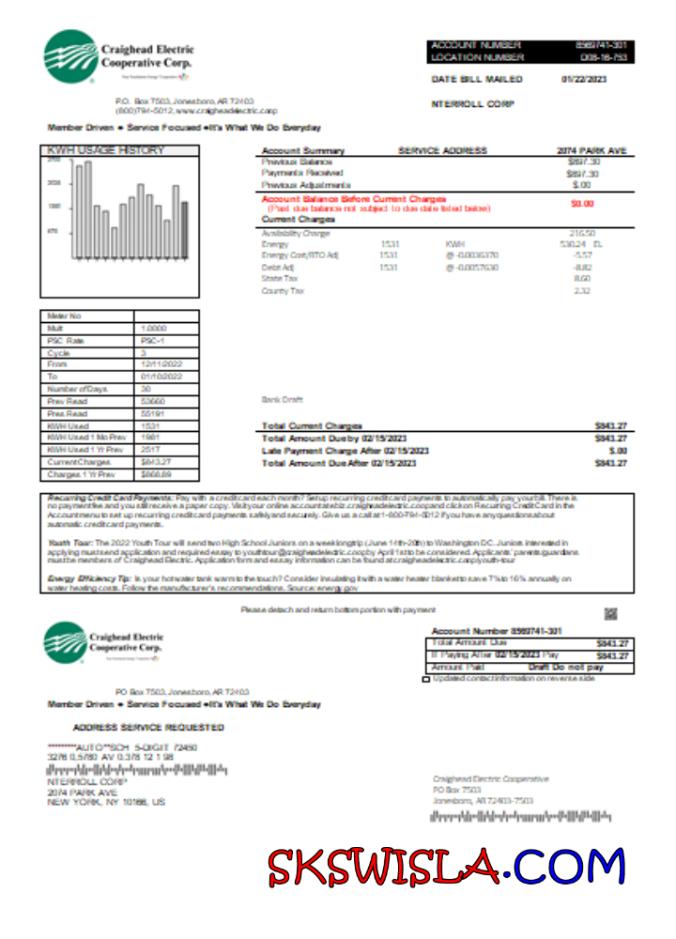 Craighead Electric
Cooperative Corp.
ACCOUNT NUMBER 8569741-301
LOCATION NUMBER D08-16-753
DATE BILL MAILED 01/22/2023
NTERROLL CORP
P.O. Box 7503, Jonesboro, AR 72403
(800)794-5012, www.craigheadelectric.coop
Member Driven • Service Focused •It's What We Do Everyday
KWH USAGE HISTORY
Account Summary SERVICE ADDRESS 2074 PARK AVE
Previous Balance $897.30
Payments Received $897.30
Previous Adjustments $.00
Account Balance Before Current Charges $0.00
(Past due balance not subject to due date listed below)
Current Charges
Availability Charge 216.50
Energy 1531 KWH 530.24 EL
Energy Cost/RTO Adj 1531 @ -0.0036370 -5.57
Debt Adj 1531 @ -0.0057630 -8.82
State Tax 8.60
County Tax 2.32
Meter No
Mult 1.0000
PSC Rate PSC-1
Cycle 3
From 12/11/2022
To 01/10/2022
Number of Days 30
Prev Read 53660
Pres Read 55191
KWH Used 1531
KWH Used 1 Mo Prev 1981
KWH Used 1 Yr Prev 2517
Current Charges $843.27
Charges 1 Yr Prev $868.89
Bank Draft
Total Current Charges $843.27
Total Amount Due by 02/15/2023 $843.27
Late Payment Charge After 02/15/2023 $.00
Total Amount Due After 02/15/2023 $843.27
Recurring Credit Card Payments: Pay with a credit card each month? Set up recurring credit card payments to automatically pay your bill. There is
no payment fee and you still receive a paper copy. Visit your online account at ebiz.craigheadelectric.coop and click on Recurring Credit Card in the
Account menu to set up recurring credit card payments safely and securely. Give us a call at 1-800-794-5012 if you have any questions about
automatic credit card payments.
Youth Tour: The 2022 Youth Tour will send two High School Juniors on a weeklong trip (June 14th-20th) to Washington DC. Juniors interested in
applying must send application and required essay to youthtour@craigheadelectric.coop by April 1st to be considered. Applicants' parents/guardians
must be members of Craighead Electric. Application form and essay information can be found at craigheadelectric.coop/youth-tour
Energy Efficiency Tip: Is your hot water tank warm to the touch? Consider insulating it with a water heater blanket to save 7% to 16% annually on
water heating costs. Follow the manufacturer's recommendations. Source: energy.gov
Please detach and return bottom portion with payment
Craighead Electric
Cooperative Corp.
Account Number 8569741-301
Total Amount Due $843.27
If Paying After 02/15/2023 Pay $843.27
Amount Paid Draft Do not pay
Updated contact information on reverse side
PO Box 7503, Jonesboro, AR 72403
Member Driven • Service Focused •It's What We Do Everyday
ADDRESS SERVICE REQUESTED
*********AUTO**SCH 5-DIGIT 72450
3276 0.5780 AV 0.378 12 1 98
NTERROLL CORP
2074 PARK AVE
NEW YORK, NY 10166, US
Craighead Electric Cooperative
PO Box 7503
Jonesboro, AR 72403-7503
SKSWISLA.COM